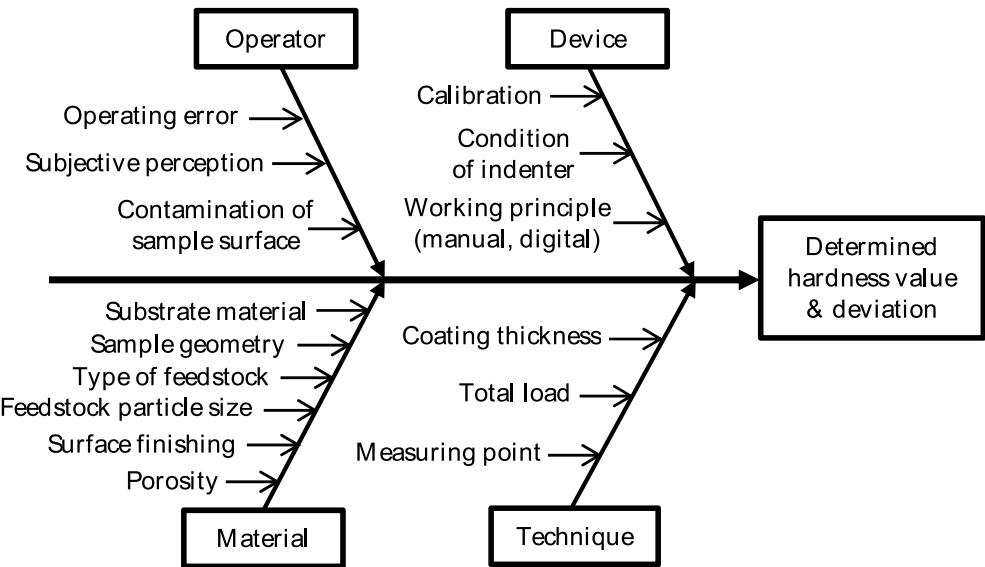 Operator
Device
Operating error
Subjective perception
Contamination of
sample surface
Calibration
Condition
of indenter
Working principle
(manual, digital)
Determined
hardness value
& deviation
Substrate material
Sample geometry
Type of feedstock
Feedstock particle size
Surface finishing
Porosity
Coating thickness
Total load
Measuring point
Material
Technique